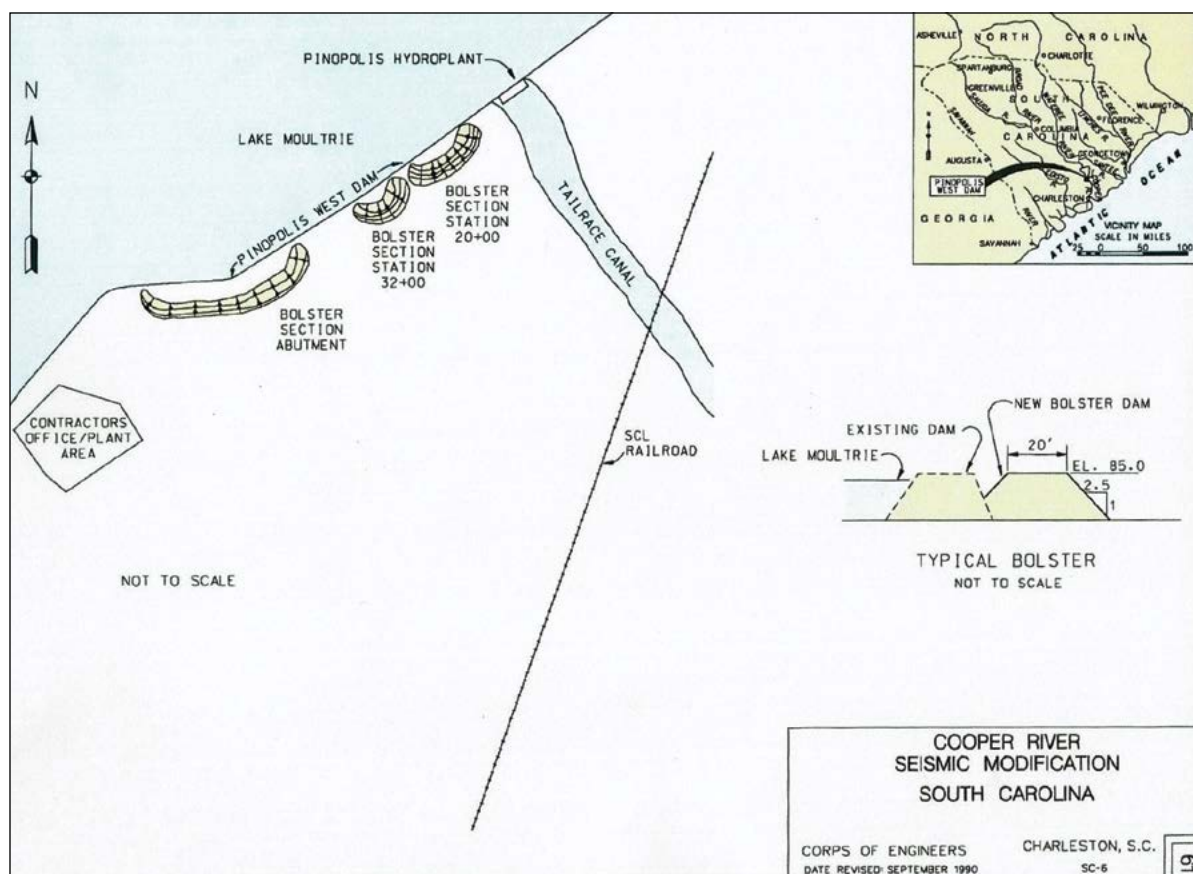 PINOPOLIS HYDROPLANT
N
LAKE MOULTRIE
PINOPOLIS WEST DAM
BOLSTER
SECTION
STATION
20+00
BOLSTER
SECTION
STATION
32+00
BOLSTER
SECTION
ABUTMENT
TAILRACE CANAL
CONTRACTORS
OFFICE/PLANT
AREA
SCL
RAILROAD
NOT TO SCALE
ASHEVILLE
NORTH CAROLINA
CHARLOTTE
SPARTANBURG
GREENVILLE
SOUTH
CAROLINA
WILMINGTON
FLORENCE
COLUMBIA
GEORGETOWN
AUGUSTA
PINOPOLIS
WEST DAM
CHARLESTON
GEORGIA
SAVANNAH
RIVER
ATLANTIC OCEAN
VICINITY MAP
SCALE IN MILES
25 0 50 100
NEW BOLSTER DAM
EXISTING DAM
20'
LAKE MOULTRIE
EL. 85.0
2.5
1
TYPICAL BOLSTER
NOT TO SCALE
COOPER RIVER
SEISMIC MODIFICATION
SOUTH CAROLINA
CORPS OF ENGINEERS
CHARLESTON, S.C.
DATE REVISED: SEPTEMBER 1990
SC-6